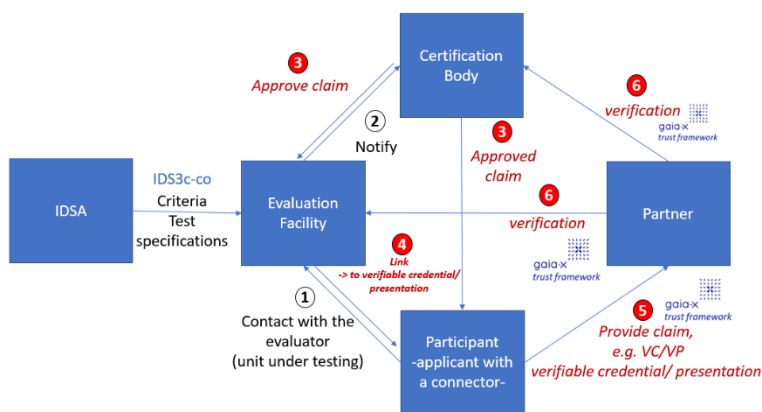 Certification
Body
3
Approve claim
2
Notify
6
verification
gaia-x
trust framework
3
Approved
claim
IDSA
IDS3c-co
Criteria
Test
specifications
Evaluation
Facility
6
verification
Partner
4
Link
-> to verifiable credential/
presentation
gaia-x
trust framework
gaia-x
trust framework
1
Contact with the
evaluator
(unit under testing)
Participant
-applicant with
a connector-
5
Provide claim,
e.g. VC/VP
verifiable credential/ presentation